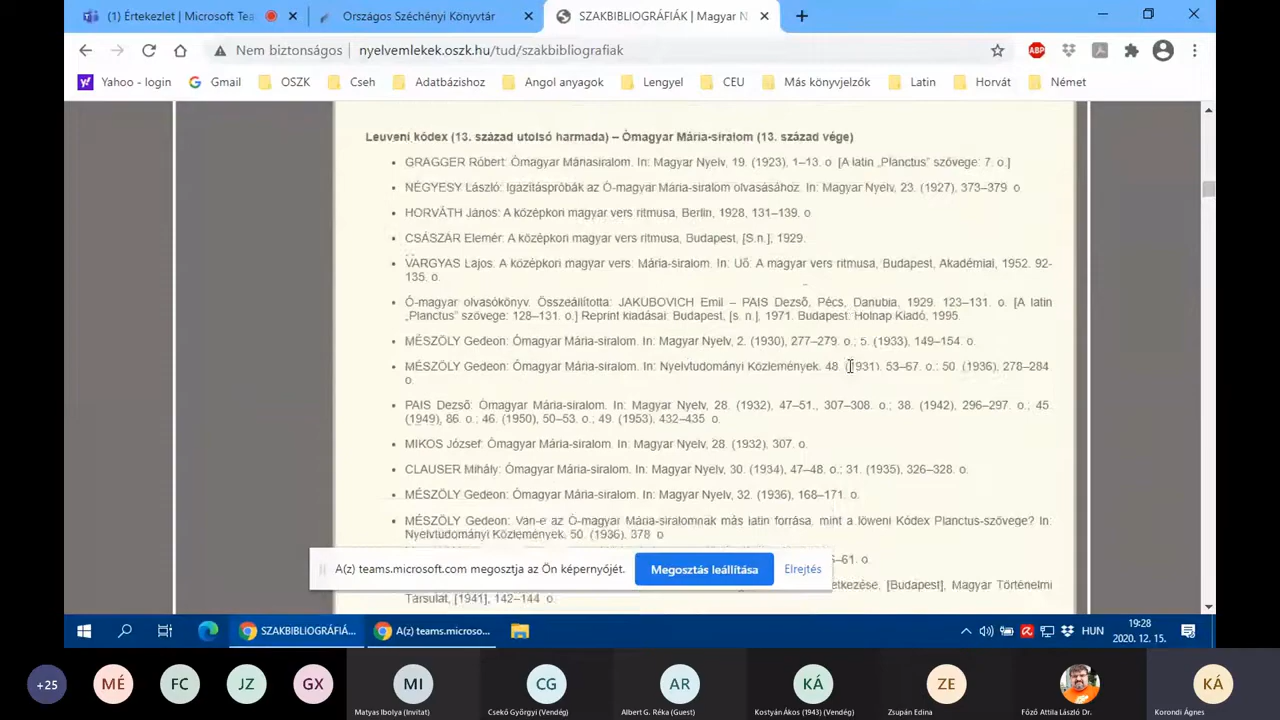 Értekezlet | Microsoft Tea
Országos Széchényi Könyvtár
SZAKBIBLIOGRÁFIÁK | Magyar N
Nem biztonságos
nyelvemlekek.oszk.hu/tud/szakbibliografiak
ABP
Yahoo - login
Gmail
OSZK
Cseh
Adatbázishoz
Angol anyagok
Lengyel
CEU
Más könyvjelzők
Latin
Horvát
Német
Leuveni kódex (13. század utolsó harmada) – Ómagyar Mária-siralom (13. század vége)
GRAGGER Róbert: Ómagyar Máriasiralom. In: Magyar Nyelv, 19. (1923), 1–13. o. [A latin „Planctus” szövege: 7. o.]
NÉGYESY László: Igazításpróbák az Ó-magyar Mária-siralom olvasásához. In: Magyar Nyelv, 23. (1927), 373–379 o.
HORVÁTH János: A középkori magyar vers ritmusa, Berlin, 1928, 131–139. o
CSÁSZÁR Elemér: A középkori magyar vers ritmusa, Budapest, [S.n.], 1929.
VARGYAS Lajos. A középkori magyar vers: Mária-siralom. In: Uő: A magyar vers ritmusa, Budapest, Akadémiai, 1952. 92-
135. o.
Ó-magyar olvasókönyv. Összeállította: JAKUBOVICH Emil – PAIS Dezső, Pécs, Danubia, 1929. 123–131. o. [A latin
„Planctus” szövege: 128–131. o.] Reprint kiadásai: Budapest, [s. n.], 1971. Budapest: Holnap Kiadó, 1995.
MÉSZÖLY Gedeon: Ómagyar Mária-siralom. In: Magyar Nyelv, 2. (1930), 277–279. o.; 5. (1933), 149–154. o.
MÉSZÖLY Gedeon: Ómagyar Mária-siralom. In: Nyelvtudományi Közlemények. 48. (1931). 53–67. o.; 50. (1936), 278–284
o.
PAIS Dezső: Ómagyar Mária-siralom. In: Magyar Nyelv, 28. (1932), 47–51., 307–308. o.; 38. (1942), 296–297. o.; 45.
(1949), 86. o.; 46. (1950), 50–53. o.; 49. (1953). 432–435 o.
MIKOS József: Ómagyar Mária-siralom. In: Magyar Nyelv, 28. (1932), 307. o.
CLAUSER Mihály: Ómagyar Mária-siralom. In: Magyar Nyelv, 30. (1934), 47–48. o.; 31. (1935), 326–328. o.
MÉSZÖLY Gedeon: Ómagyar Mária-siralom. In: Magyar Nyelv, 32. (1936), 168–171. o.
MÉSZÖLY Gedeon: Van-e az Ó-magyar Mária-siralomnak más latin forrása, mint a löweni Kódex Planctus-szövege? In:
Nyelvtudományi Közlemények. 50. (1936), 378 o
6–61. o.
etkezése, [Budapest], Magyar Történelmi
Társulat, [1941], 142–144 o.
A(z) teams.microsoft.com megosztja az Ön képernyőjét.
Megosztás leállítása
Elrejtés
SZAKBIBLIOGRÁFIÁ...
A(z) teams.microso...
HUN
19:28
2020. 12. 15.
+25
MÉ
FC
JZ
GX
MI
CG
AR
KÁ
ZE
KÁ
Matyas Ibolya (Invitat)
Csekő Györgyi (Vendég)
Albert G. Réka (Guest)
Kostyán Ákos (1943) (Vendég)
Zsupán Edina
Főző Attila László Dr.
Korondi Ágnes